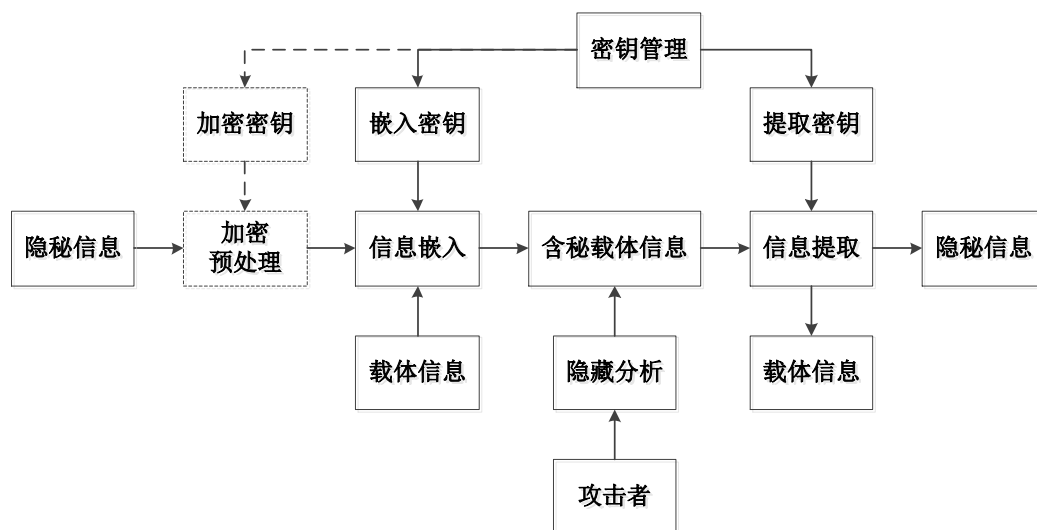 密钥管理
加密密钥
嵌入密钥
提取密钥
隐秘信息
加密
预处理
信息嵌入
含秘载体信息
信息提取
隐秘信息
载体信息
隐藏分析
载体信息
攻击者